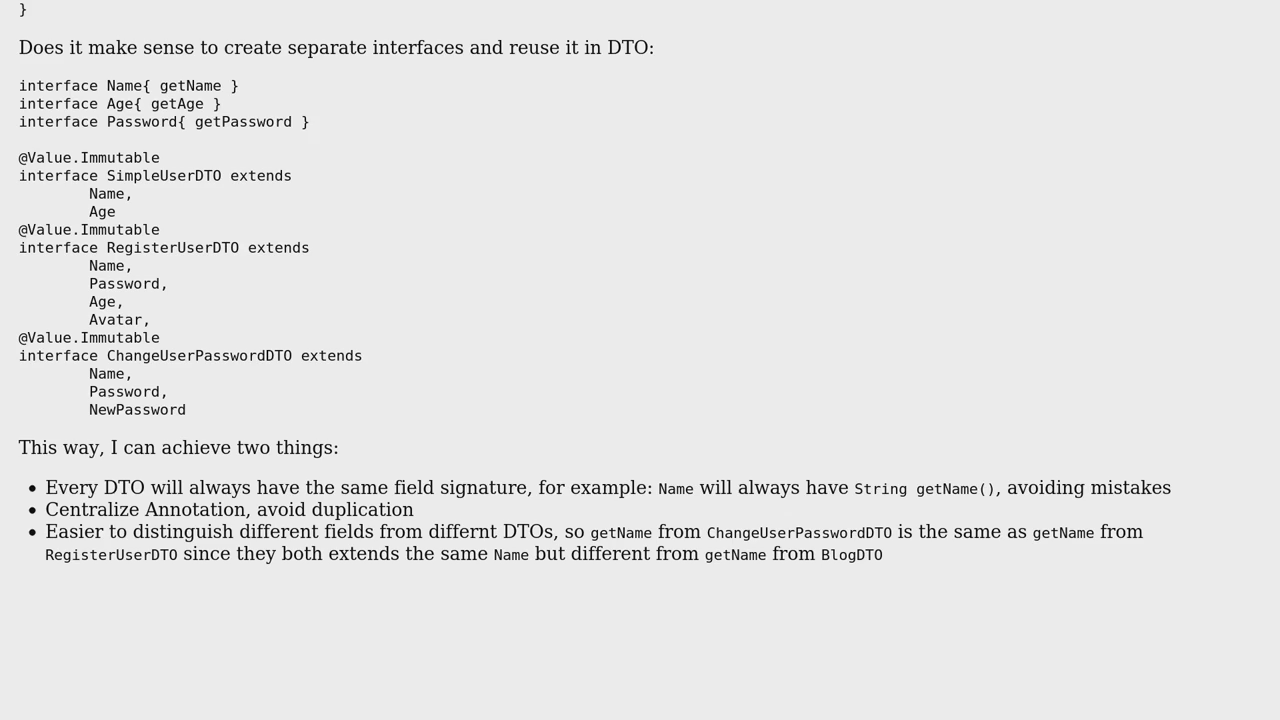 }
Does it make sense to create separate interfaces and reuse it in DTO:
interface Name{ getName }
interface Age{ getAge }
interface Password{ getPassword }
@Value.Immutable
interface SimpleUserDTO extends
Name,
Age
@Value.Immutable
interface RegisterUserDTO extends
Name,
Password,
Age,
Avatar,
@Value.Immutable
interface ChangeUserPasswordDTO extends
Name,
Password,
NewPassword
This way, I can achieve two things:
• Every DTO will always have the same field signature, for example: Name will always have String getName(), avoiding mistakes
• Centralize Annotation, avoid duplication
• Easier to distinguish different fields from differnt DTOs, so getName from ChangeUserPasswordDTO is the same as getName from
RegisterUserDTO since they both extends the same Name but different from getName from BlogDTO